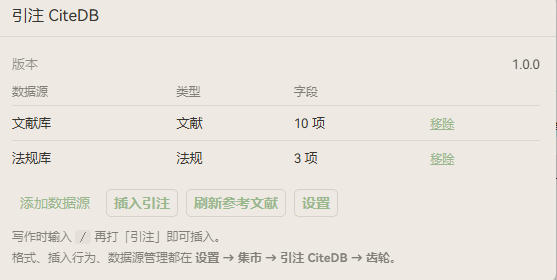 引注 CiteDB
版本 1.0.0
数据源 类型 字段
文献库 文献 10 项 移除
法规库 法规 3 项 移除
添加数据源 插入引注 刷新参考文献 设置
写作时输入 / 再打「引注」即可插入。
格式、插入行为、数据源管理都在 设置 → 集市 → 引注 CiteDB → 齿轮。